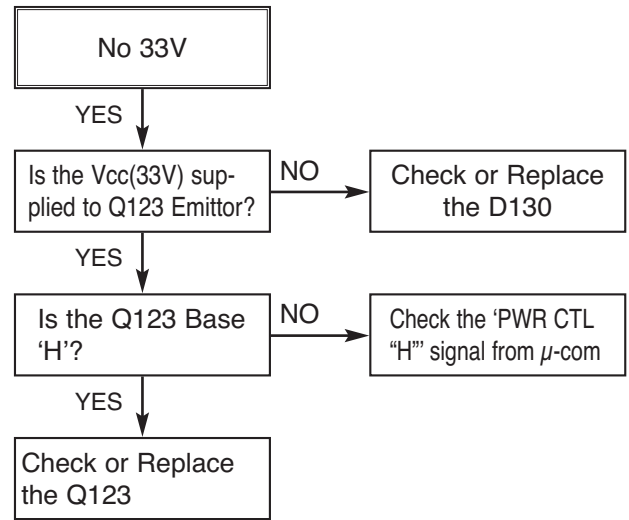 No 33V
YES
Is the Vcc(33V) sup-
plied to Q123 Emittor?
NO
Check or Replace
the D130
YES
Is the Q123 Base
‘H’?
NO
Check the ‘PWR CTL
“H”’ signal from µ-com
YES
Check or Replace
the Q123